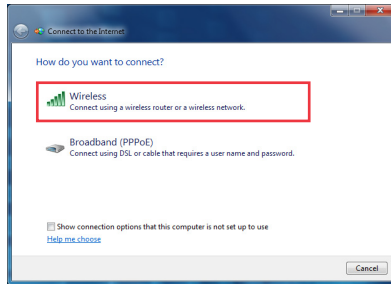 Connect to the Internet
How do you want to connect?
Wireless
Connect using a wireless router or a wireless network.
Broadband (PPPoE)
Connect using DSL or cable that requires a user name and password.
Show connection options that this computer is not set up to use
Help me choose
Cancel